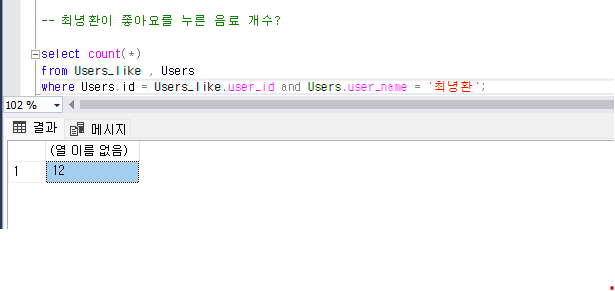 -- 최녕환이 좋아요를 누른 음료 개수?
select count(*)
from Users_like , Users
where Users.id = Users_like.user_id and Users.user_name = '최녕환';
102 %
결과 메시지
(열 이름 없음)
1 12